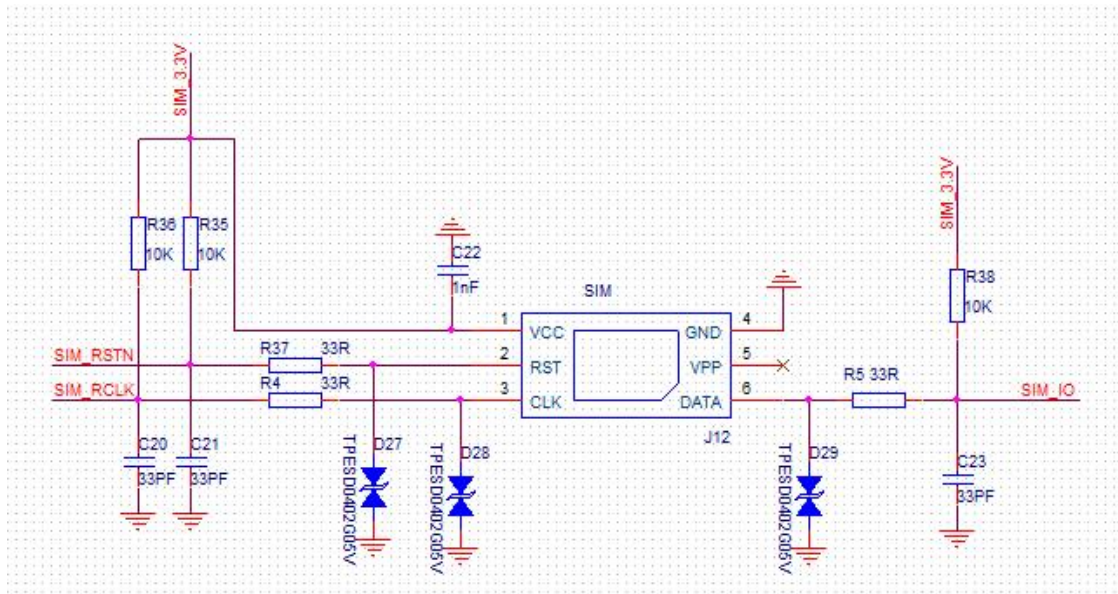 SIM_3.3V
SIM_3.3V
R36
10K
R35
10K
C22
1nF
SIM
R38
10K
1
VCC
GND
4
SIM_RSTN
R37 33R
2
RST
VPP
5
SIM_RCLK
R4 33R
3
CLK
DATA
6
R5 33R
SIM_IO
J12
C20
33PF
C21
33PF
D27
TPESD0402G05V
D28
TPESD0402G05V
D29
TPESD0402G05V
C23
33PF